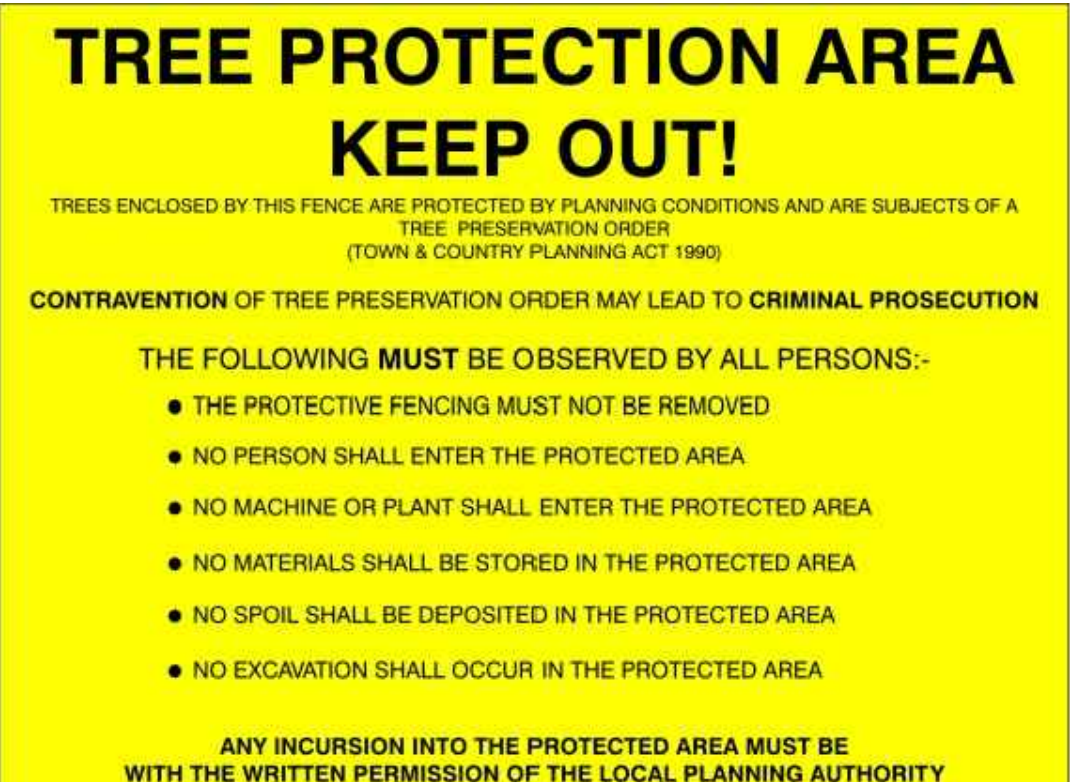 TREE PROTECTION AREA
KEEP OUT!
TREES ENCLOSED BY THIS FENCE ARE PROTECTED BY PLANNING CONDITIONS AND ARE SUBJECTS OF A
TREE PRESERVATION ORDER
(TOWN & COUNTRY PLANNING ACT 1990)
CONTRAVENTION OF TREE PRESERVATION ORDER MAY LEAD TO CRIMINAL PROSECUTION
THE FOLLOWING MUST BE OBSERVED BY ALL PERSONS:-
● THE PROTECTIVE FENCING MUST NOT BE REMOVED
● NO PERSON SHALL ENTER THE PROTECTED AREA
● NO MACHINE OR PLANT SHALL ENTER THE PROTECTED AREA
● NO MATERIALS SHALL BE STORED IN THE PROTECTED AREA
● NO SPOIL SHALL BE DEPOSITED IN THE PROTECTED AREA
● NO EXCAVATION SHALL OCCUR IN THE PROTECTED AREA
ANY INCURSION INTO THE PROTECTED AREA MUST BE
WITH THE WRITTEN PERMISSION OF THE LOCAL PLANNING AUTHORITY